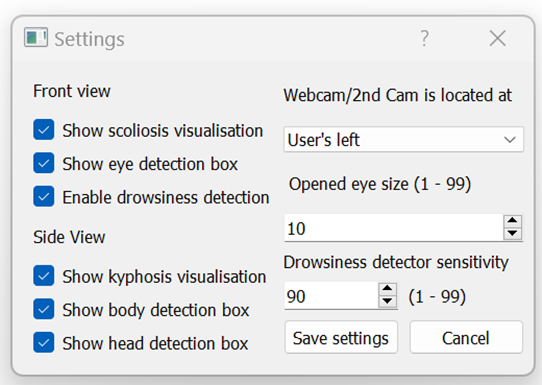 Settings
?
Front view
Show scoliosis visualisation
Show eye detection box
Enable drowsiness detection
Side View
Show kyphosis visualisation
Show body detection box
Show head detection box
Webcam/2nd Cam is located at
User's left
Opened eye size (1 - 99)
10
Drowsiness detector sensitivity
90 (1 - 99)
Save settings Cancel